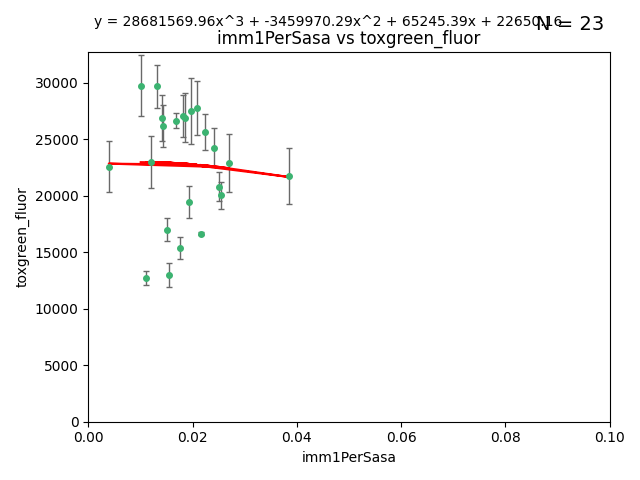 y = 28681569.96x^3 + -3459970.29x^2 + 65245.39x + 22650.16
N = 23
imm1PerSasa vs toxgreen_fluor
30000
25000
20000
15000
10000
5000
0
toxgreen_fluor
0.00 0.02 0.04 0.06 0.08 0.10
imm1PerSasa